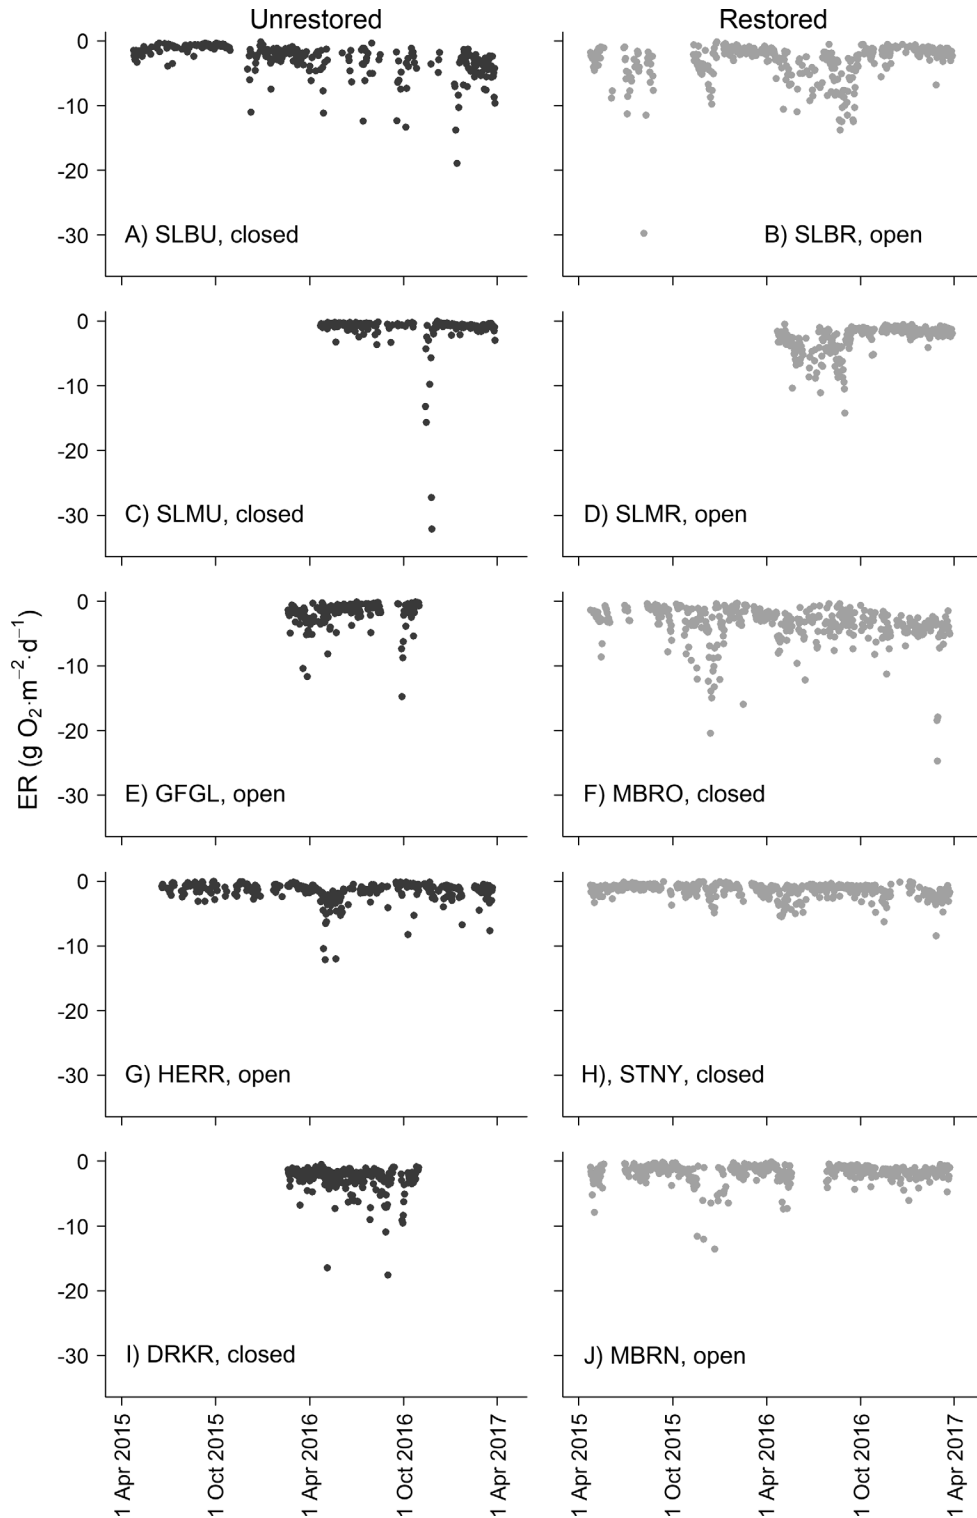 Unrestored
Restored
0
-10
-20
-30
A) SLBU, closed
B) SLBR, open
0
-10
-20
-30
C) SLMU, closed
D) SLMR, open
ER (g O₂·m⁻²·d⁻¹)
0
-10
-20
-30
E) GFGL, open
F) MBRO, closed
0
-10
-20
-30
G) HERR, open
H), STNY, closed
0
-10
-20
-30
I) DRKR, closed
J) MBRN, open
1 Apr 2015
1 Oct 2015
1 Apr 2016
1 Oct 2016
1 Apr 2017
1 Apr 2015
1 Oct 2015
1 Apr 2016
1 Oct 2016
1 Apr 2017